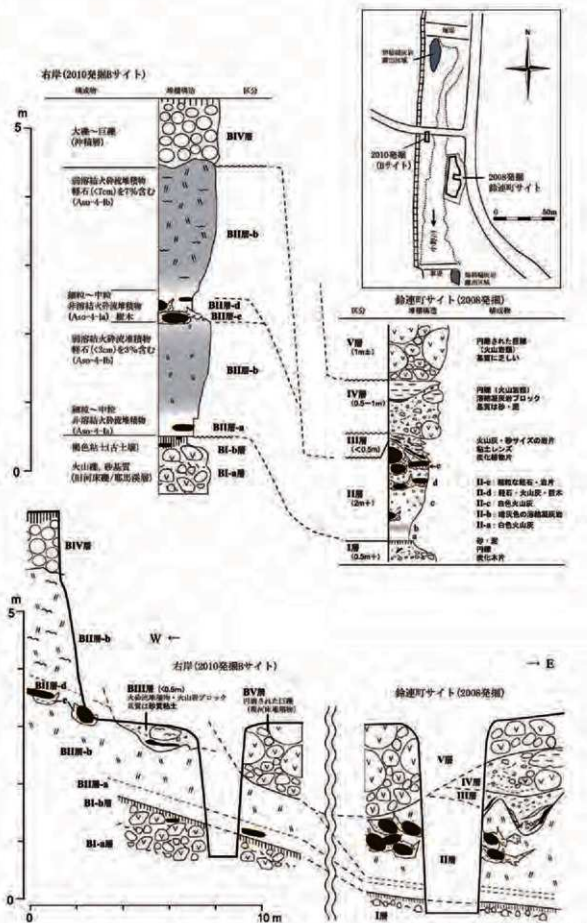 右岸(2010発掘Bサイト)
構成物
堆積構造
区分
m
5
0
大礫～巨礫
(沖積層)
BIV層
弱溶結火砕流堆積物
軽石(<7cm)を7%含む
(Aso-4-Ib)
BII層-b
細粒～中粒
非溶結火砕流堆積物
(Aso-4-Ia) 樹木
BII層-d
BII層-c
弱溶結火砕流堆積物
軽石(<3cm)を3%含む
(Aso-4-Ib)
BII層-b
細粒～中粒
非溶結火砕流堆積物
(Aso-4-Ia)
BII層-a
褐色粘土(古土壌)
BI-b層
火山礫、砂基質
BI-a層
N
2010発掘
(Bサイト)
2008発掘
鈴連町サイト
0
50m
鈴連町サイト(2008発掘)
区分
堆積構造
構成物
V層
(1m±)
円磨された巨礫
(火山岩類)
基質に乏しい
IV層
(0.5～1m)
円礫(火山岩類)
溶結凝灰岩ブロック
基質は砂・泥
III層
(<0.5m)
火山灰・砂サイズの岩片
粘土レンズ
炭化植物片
II層
(2m+)
e
d
c
b
a
II-e:細粒な軽石・岩片
II-d:軽石・火山灰・樹木
II-c:白色火山灰
II-b:暗灰色の溶結凝灰岩
II-a:白色火山灰
I層
(0.5m+)
砂・泥
円礫
炭化木片
m
5
0
BIV層
BII層-b
W ←
右岸(2010発掘Bサイト)
→ E
鈴連町サイト(2008発掘)
BII層-d
c
BIII層(<0.5m)
火砕流堆積物・火山岩ブロック
基質は砂質粘土
BV層
円磨された巨礫
(現河床堆積物)
BII層-b
BII層-a
BI-b層
BI-a層
V層
IV層
III層
II層
I層
0
10 m